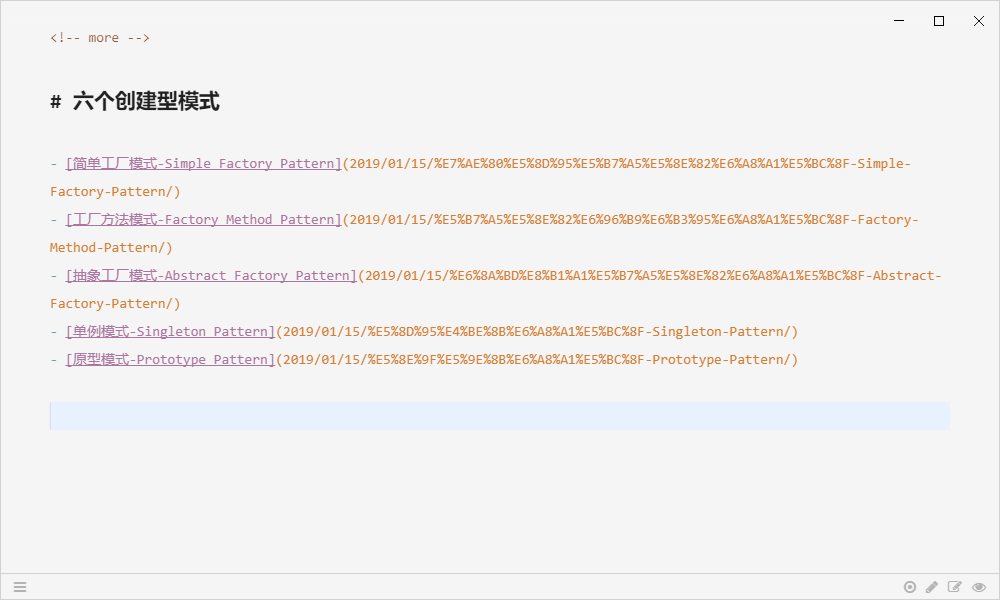 <!-- more -->
# 六个创建型模式
- [简单工厂模式-Simple Factory Pattern](2019/01/15/%E7%AE%80%E5%8D%95%E5%B7%A5%E5%8E%82%E6%A8%A1%E5%BC%8F-Simple-
Factory-Pattern/)
- [工厂方法模式-Factory Method Pattern](2019/01/15/%E5%B7%A5%E5%8E%82%E6%96%B9%E6%B3%95%E6%A8%A1%E5%BC%8F-Factory-
Method-Pattern/)
- [抽象工厂模式-Abstract Factory Pattern](2019/01/15/%E6%8A%BD%E8%B1%A1%E5%B7%A5%E5%8E%82%E6%A8%A1%E5%BC%8F-Abstract-
Factory-Pattern/)
- [单例模式-Singleton Pattern](2019/01/15/%E5%8D%95%E4%BE%8B%E6%A8%A1%E5%BC%8F-Singleton-Pattern/)
- [原型模式-Prototype Pattern](2019/01/15/%E5%8E%9F%E5%9E%8B%E6%A8%A1%E5%BC%8F-Prototype-Pattern/)